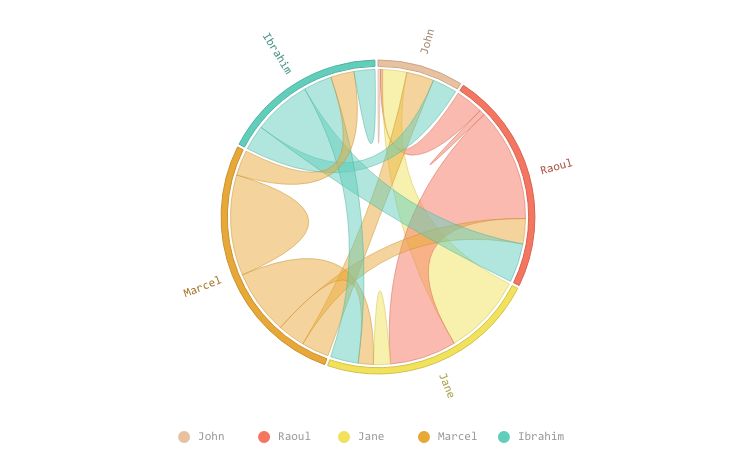 John
Ibrahim
Raoul
Marcel
Jane
John Raoul Jane Marcel Ibrahim